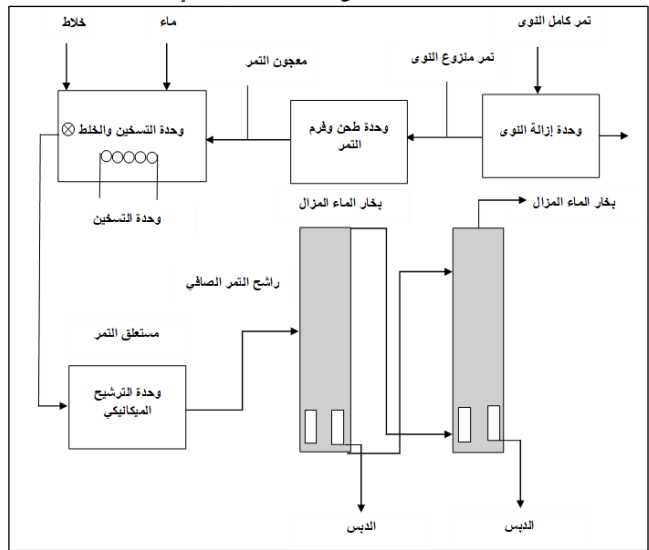 تمر كامل النوى
ماء
خلاط
تمر منزوع النوى
معجون التمر
وحدة إزالة النوى
وحدة طحن وفرم
التمر
وحدة التسخين والخلط
وحدة التسخين
بخار الماء المزال
بخار الماء المزال
راشح التمر الصافي
مستعلق التمر
وحدة الترشيح
الميكانيكي
الدبس
الدبس